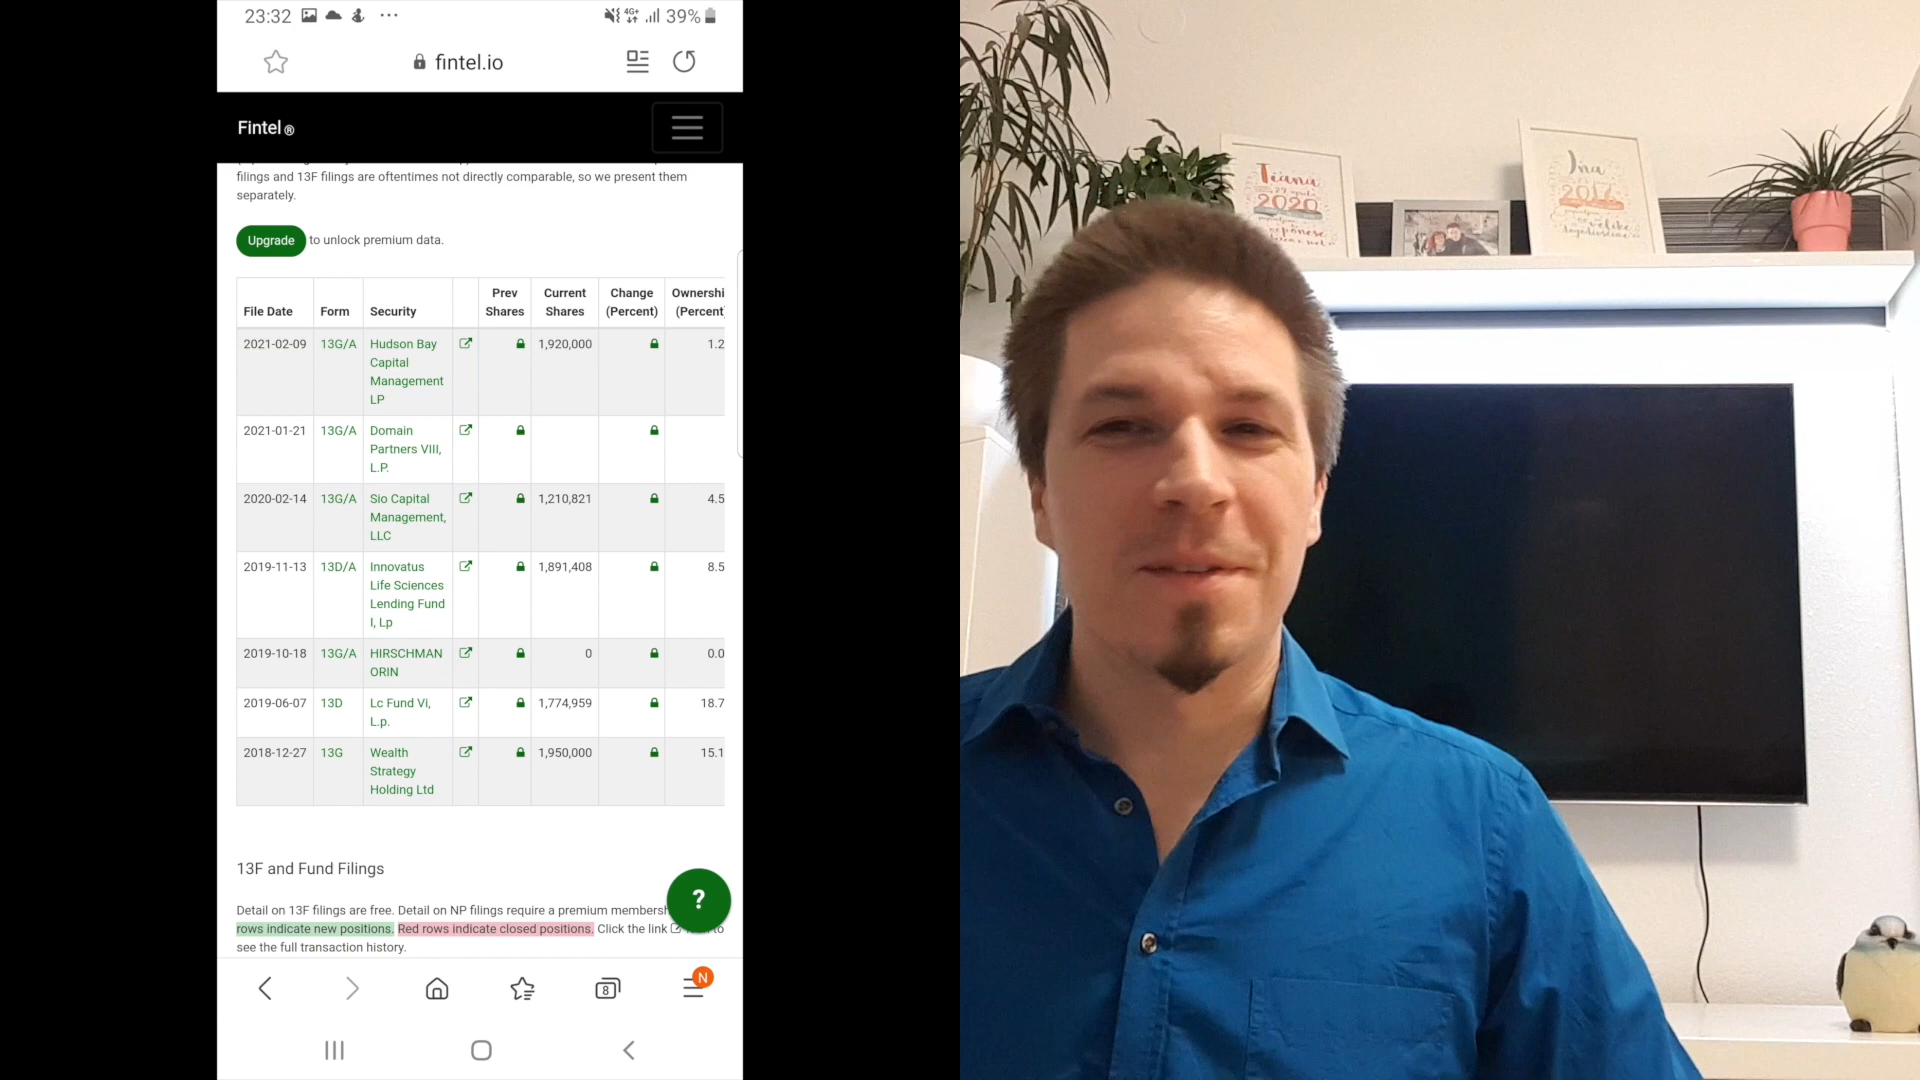 23:32
4G+
39%
fintel.io
Fintel ®
filings and 13F filings are oftentimes not directly comparable, so we present them
separately.
Upgrade to unlock premium data.
File Date Form Security Prev Shares Current Shares Change (Percent) Ownershi (Percent
2021-02-09 13G/A Hudson Bay 1,920,000 1.2
Capital
Management
LP
2021-01-21 13G/A Domain
Partners VIII,
L.P.
2020-02-14 13G/A Sio Capital 1,210,821 4.5
Management,
LLC
2019-11-13 13D/A Innovatus 1,891,408 8.5
Life Sciences
Lending Fund
I, Lp
2019-10-18 13G/A HIRSCHMAN 0 0.0
ORIN
2019-06-07 13D Lc Fund Vi, 1,774,959 18.7
L.p.
2018-12-27 13G Wealth 1,950,000 15.1
Strategy
Holding Ltd
13F and Fund Filings
Detail on 13F filings are free. Detail on NP filings require a premium membersh
rows indicate new positions. Red rows indicate closed positions. Click the link to
see the full transaction history.
?
8
N
Teana
2020
Ina
2017
velike